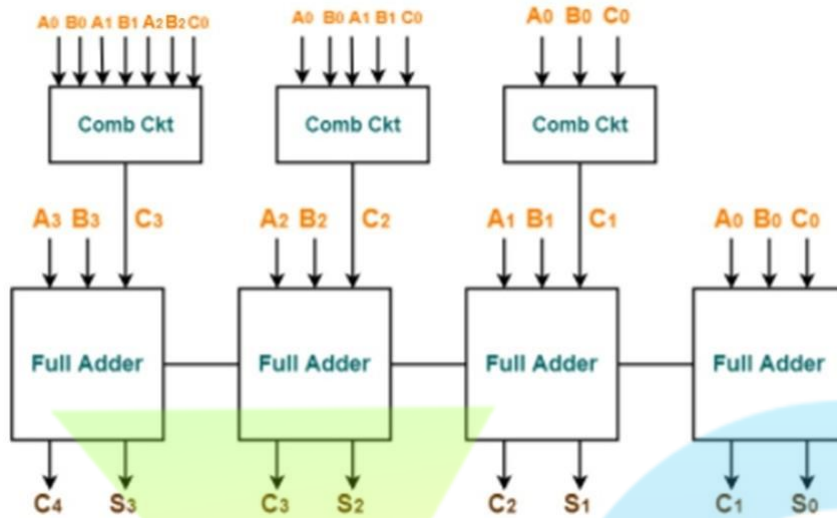 A0 B0 A1 B1 A2 B2 C0
A0 B0 A1 B1 C0
A0 B0 C0
Comb Ckt
Comb Ckt
Comb Ckt
A3 B3 C3
A2 B2 C2
A1 B1 C1
A0 B0 C0
Full Adder
Full Adder
Full Adder
Full Adder
C4 S3
C3 S2
C2 S1
C1 S0